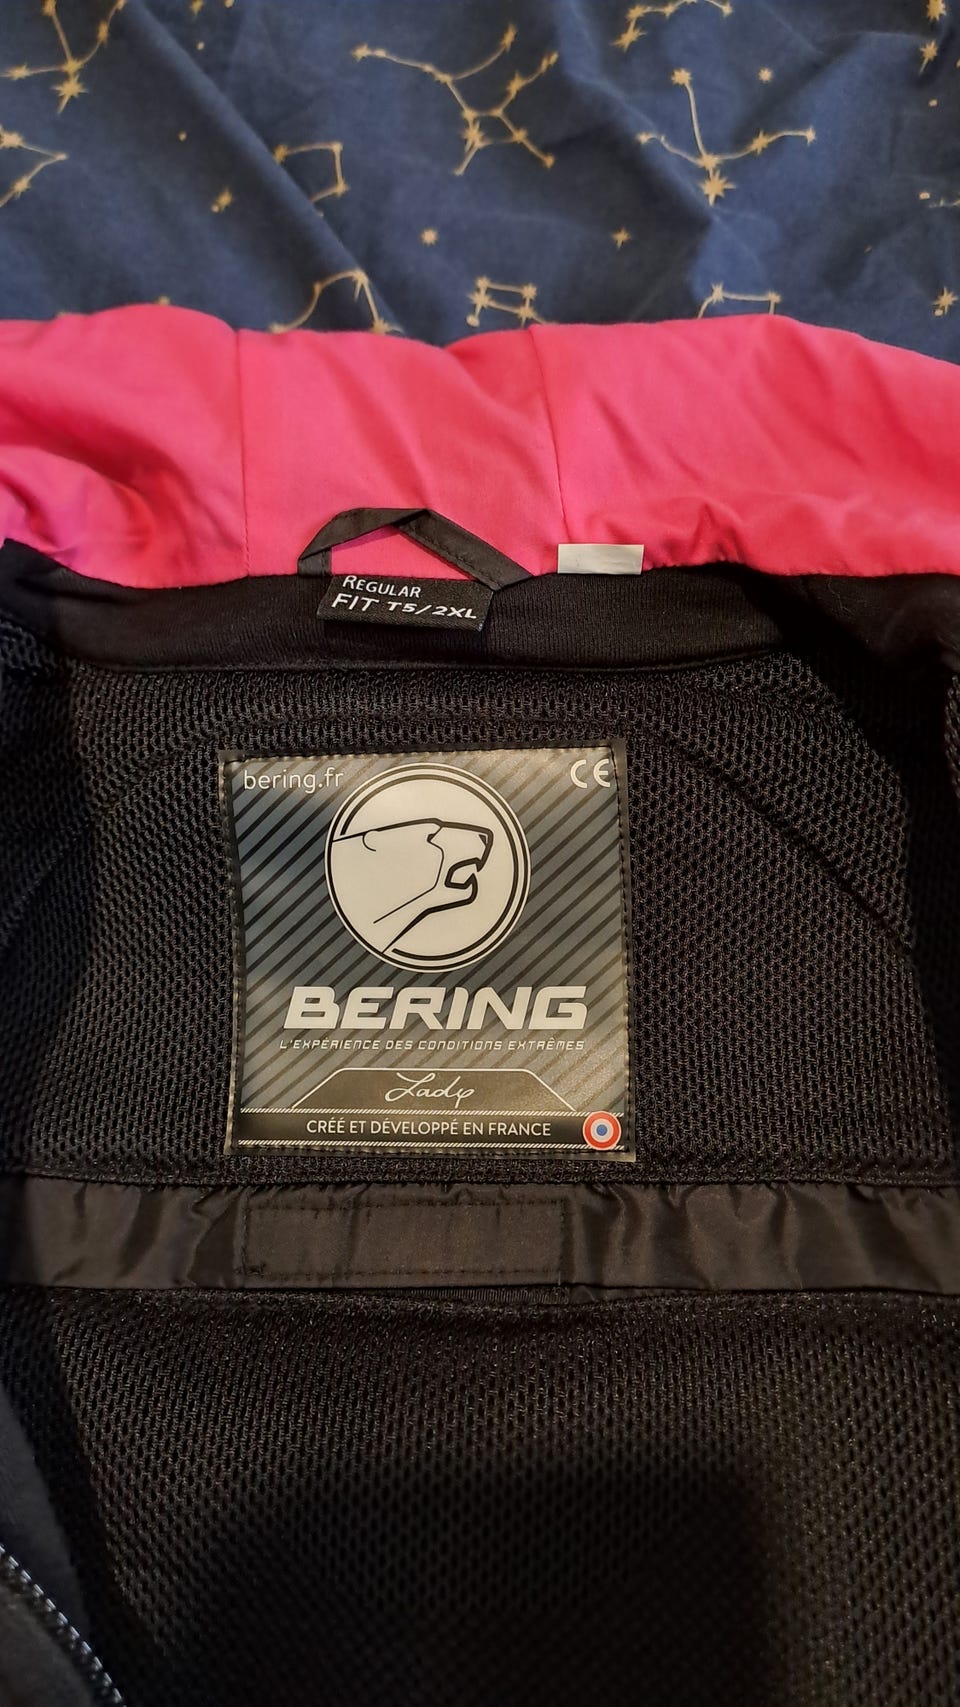 REGULAR
FIT T5/2XL
bering.fr
CE
BERING
L'EXPÉRIENCE DES CONDITIONS EXTRÊMES
Lady
CRÉÉ ET DÉVELOPPÉ EN FRANCE